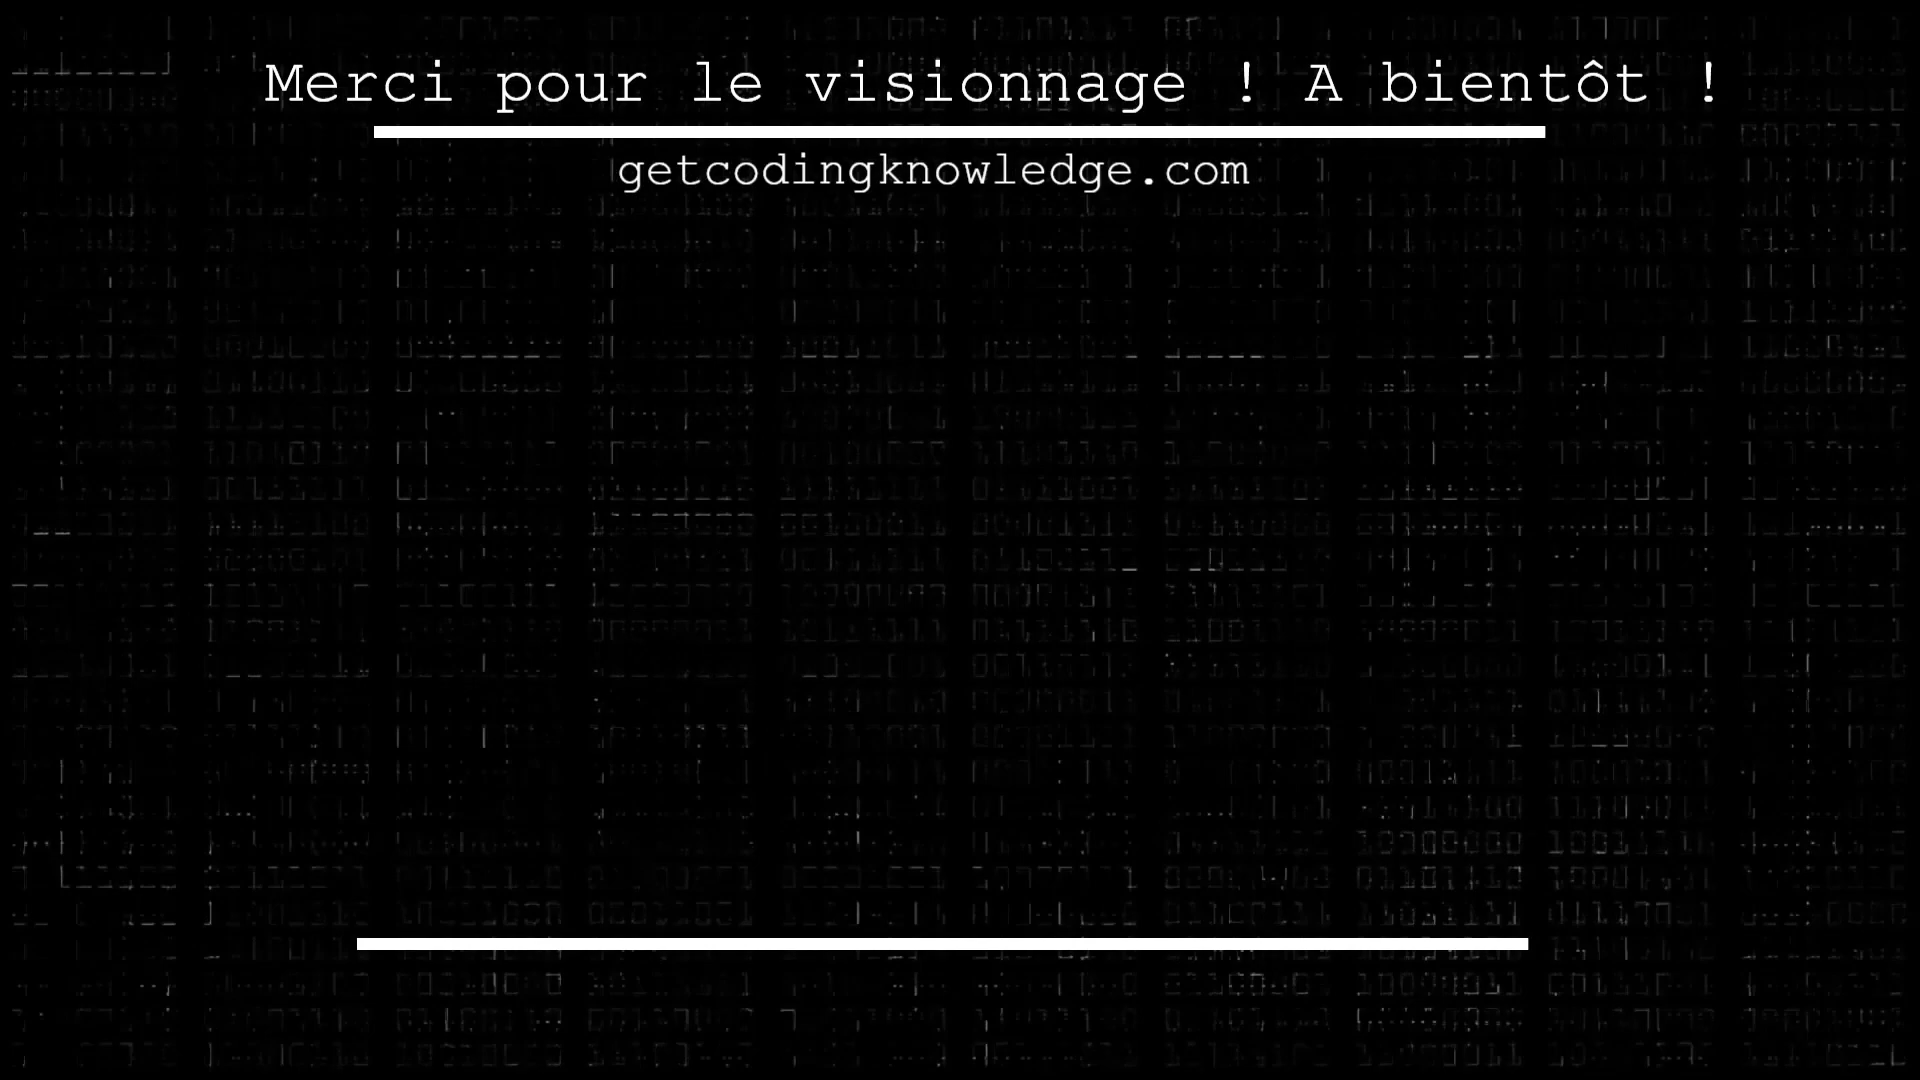 Merci pour le visionnage ! A bientôt !
getcodingknowledge.com